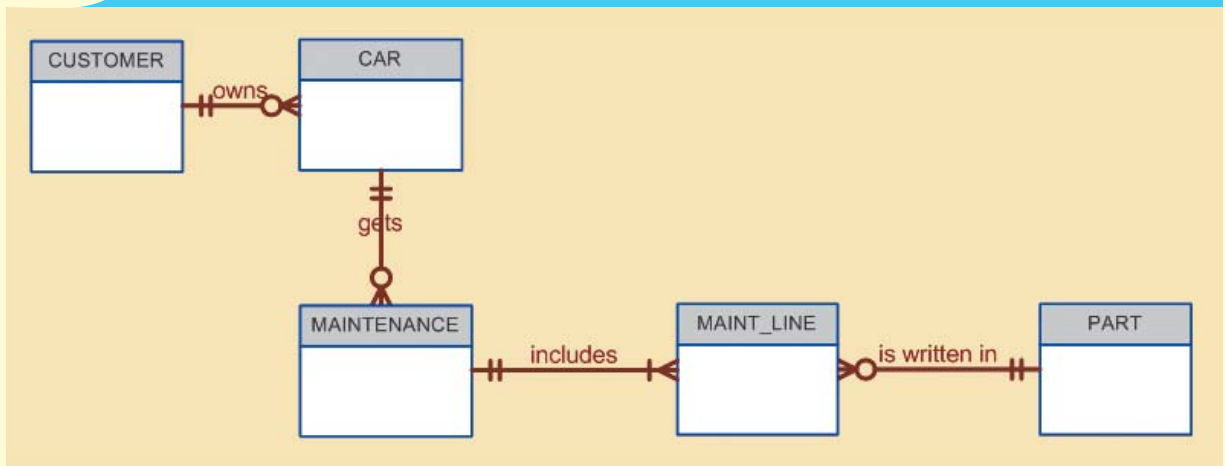 CUSTOMER
owns
CAR
gets
MAINTENANCE
includes
MAINT_LINE
is written in
PART